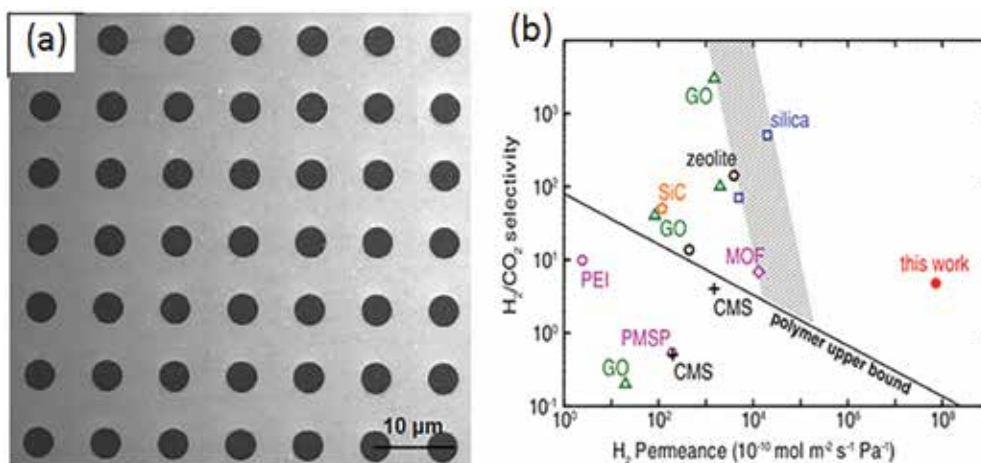 (a)
10 µm
(b)
H₂/CO₂ selectivity
10³
10²
10¹
10⁰
10⁻¹
GO
silica
zeolite
SiC
GO
MOF
PEI
this work
CMS
polymer upper bound
PMSP
CMS
GO
10⁰ 10² 10⁴ 10⁶ 10⁸
H₂ Permeance (10⁻¹⁰ mol m⁻² s⁻¹ Pa⁻¹)